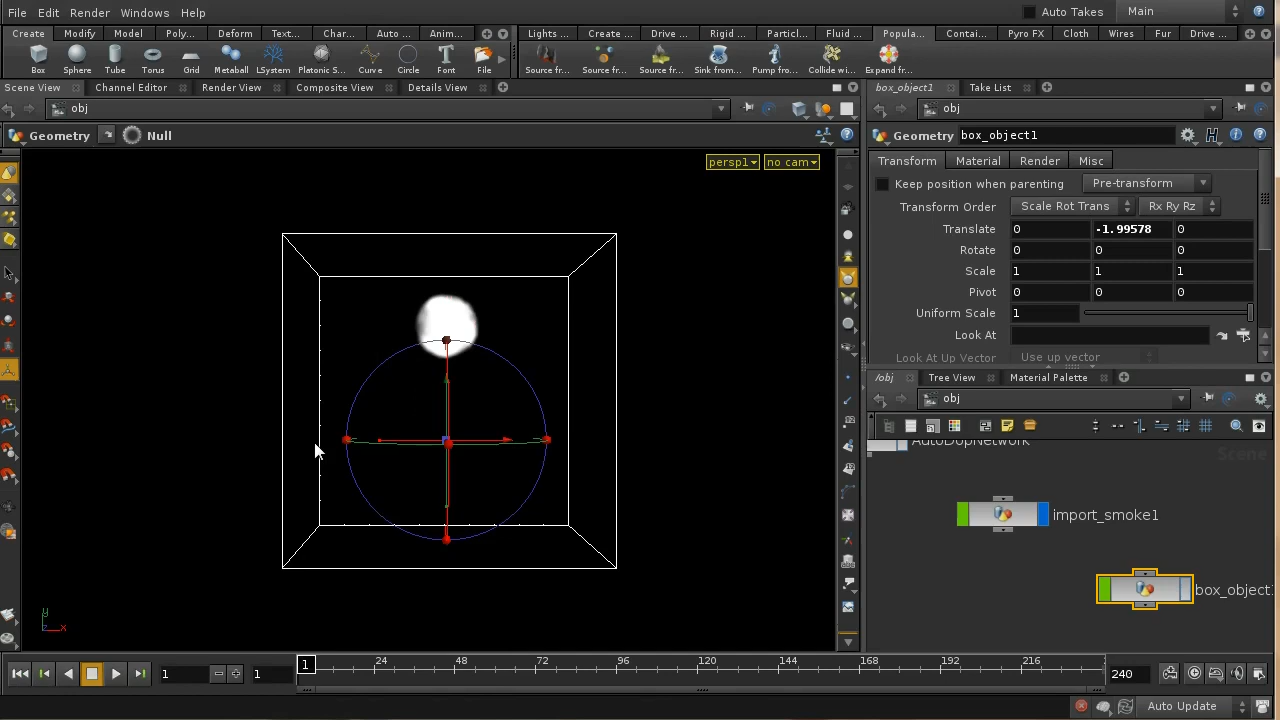 File Edit Render Windows Help
Auto Takes Main
Create Modify Model Poly... Deform Text... Char... Auto ... Anim...
Lights ... Create ... Drive ... Rigid ... Particl... Fluid ... Popula... Contai... Pyro FX Cloth Wires Fur Drive ...
Box Sphere Tube Torus Grid Metaball LSystem Platonic S... Curve Circle Font File
Source fr... Source fr... Source fr... Sink from... Pump fro... Collide wi... Expand fr...
Scene View Channel Editor Render View Composite View Details View
box_object1 Take List
obj
obj
Geometry Null
Geometry box_object1
persp1 no cam
Transform Material Render Misc
Keep position when parenting Pre-transform
Transform Order Scale Rot Trans Rx Ry Rz
Translate 0 -1.99578 0
Rotate 0 0 0
Scale 1 1 1
Pivot 0 0 0
Uniform Scale 1
Look At
Look At Up Vector Use up vector
/obj Tree View Material Palette
obj
AutoDopNetwork
Scene
import_smoke1
box_object1
y
x
1 1 1 24 48 72 96 120 144 168 192 216 240
Auto Update